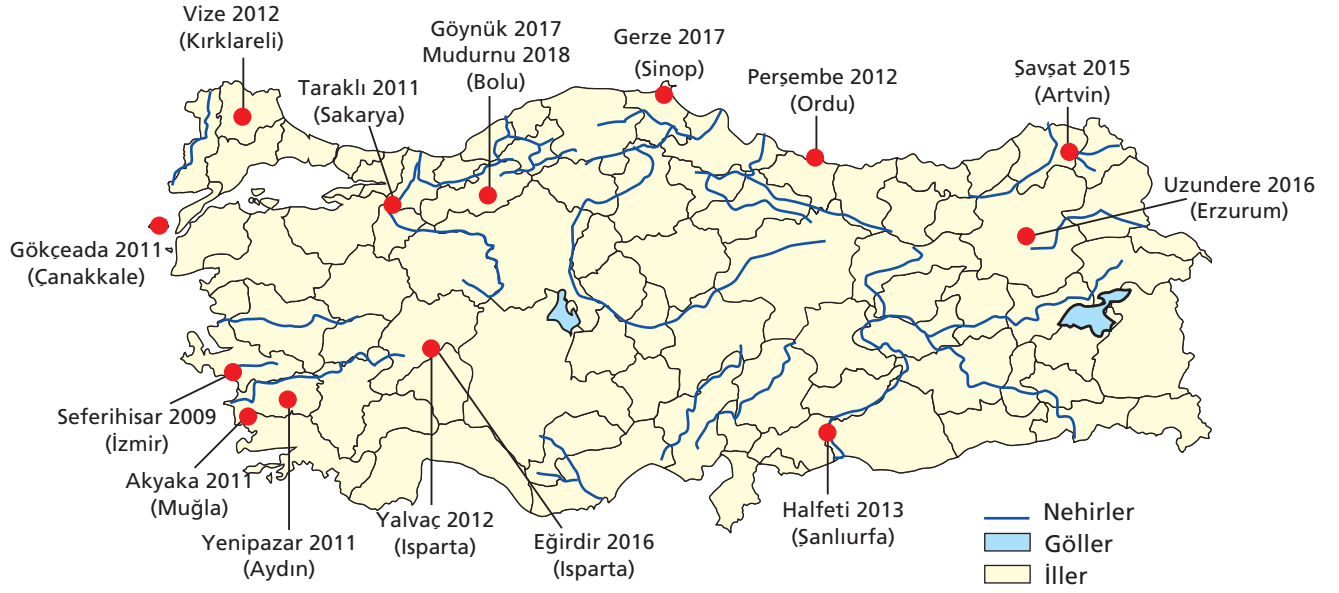 Vize 2012
(Kırklareli)
Göynük 2017
Mudurnu 2018
(Bolu)
Gerze 2017
(Sinop)
Taraklı 2011
(Sakarya)
Perşembe 2012
(Ordu)
Şavşat 2015
(Artvin)
Uzundere 2016
(Erzurum)
Gökçeada 2011
(Çanakkale)
Seferihisar 2009
(İzmir)
Akyaka 2011
(Muğla)
Yenipazar 2011
(Aydın)
Yalvaç 2012
(Isparta)
Eğirdir 2016
(Isparta)
Halfeti 2013
(Şanlıurfa)
Nehirler
Göller
İller